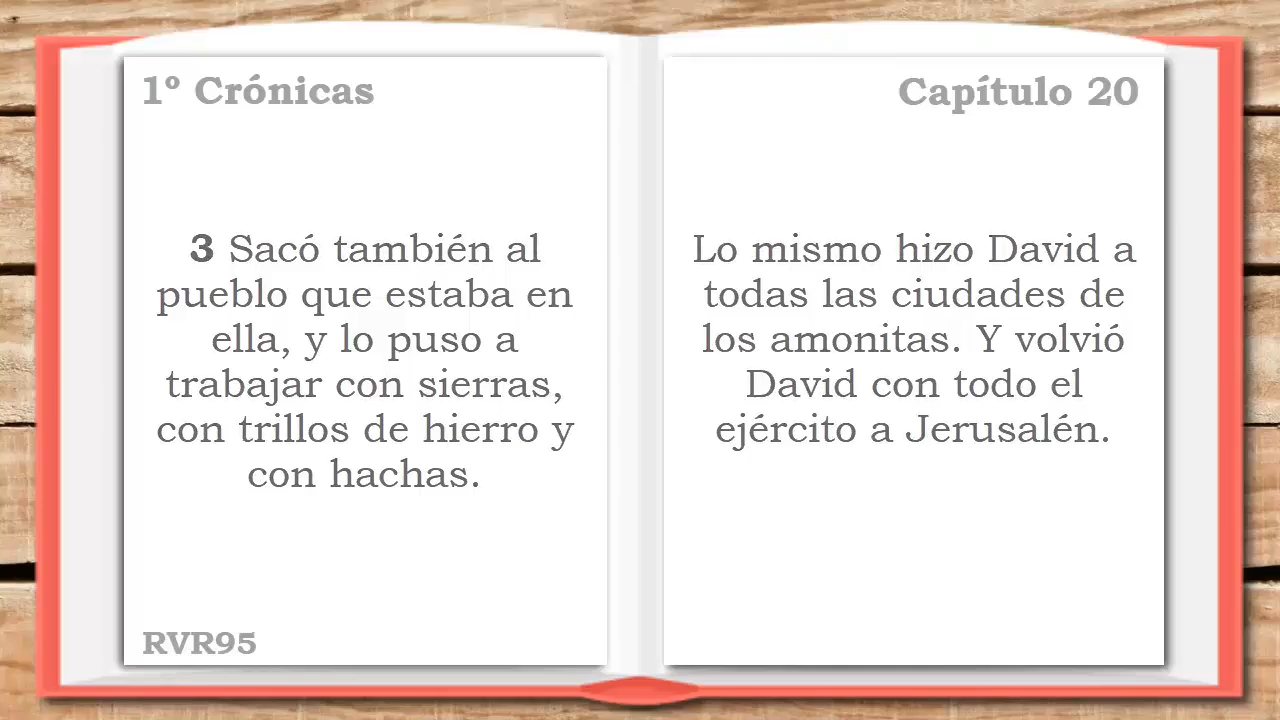 1º Crónicas
3 Sacó también al
pueblo que estaba en
ella, y lo puso a
trabajar con sierras,
con trillos de hierro y
con hachas.
RVR95
Capítulo 20
Lo mismo hizo David a
todas las ciudades de
los amonitas. Y volvió
David con todo el
ejército a Jerusalén.